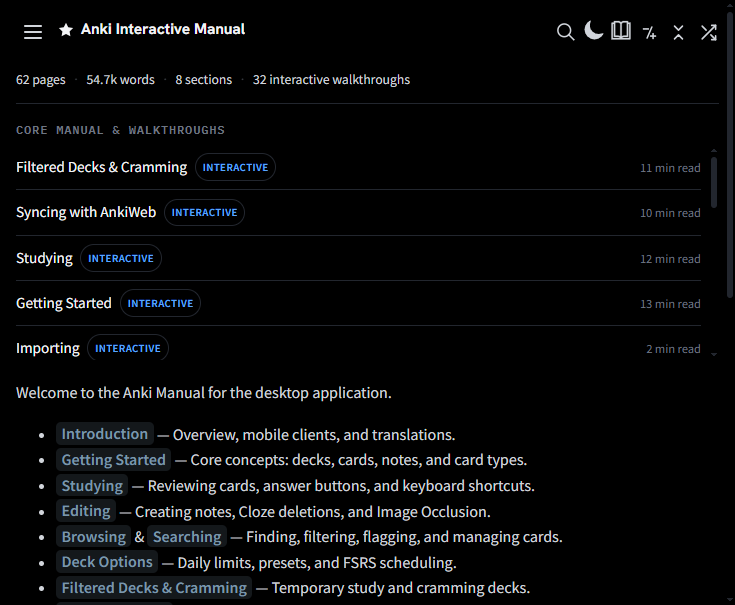 Anki Interactive Manual
62 pages · 54.7k words · 8 sections · 32 interactive walkthroughs
CORE MANUAL & WALKTHROUGHS
Filtered Decks & Cramming INTERACTIVE 11 min read
Syncing with AnkiWeb INTERACTIVE 10 min read
Studying INTERACTIVE 12 min read
Getting Started INTERACTIVE 13 min read
Importing INTERACTIVE 2 min read
Welcome to the Anki Manual for the desktop application.
• Introduction — Overview, mobile clients, and translations.
• Getting Started — Core concepts: decks, cards, notes, and card types.
• Studying — Reviewing cards, answer buttons, and keyboard shortcuts.
• Editing — Creating notes, Cloze deletions, and Image Occlusion.
• Browsing & Searching — Finding, filtering, flagging, and managing cards.
• Deck Options — Daily limits, presets, and FSRS scheduling.
• Filtered Decks & Cramming — Temporary study and cramming decks.